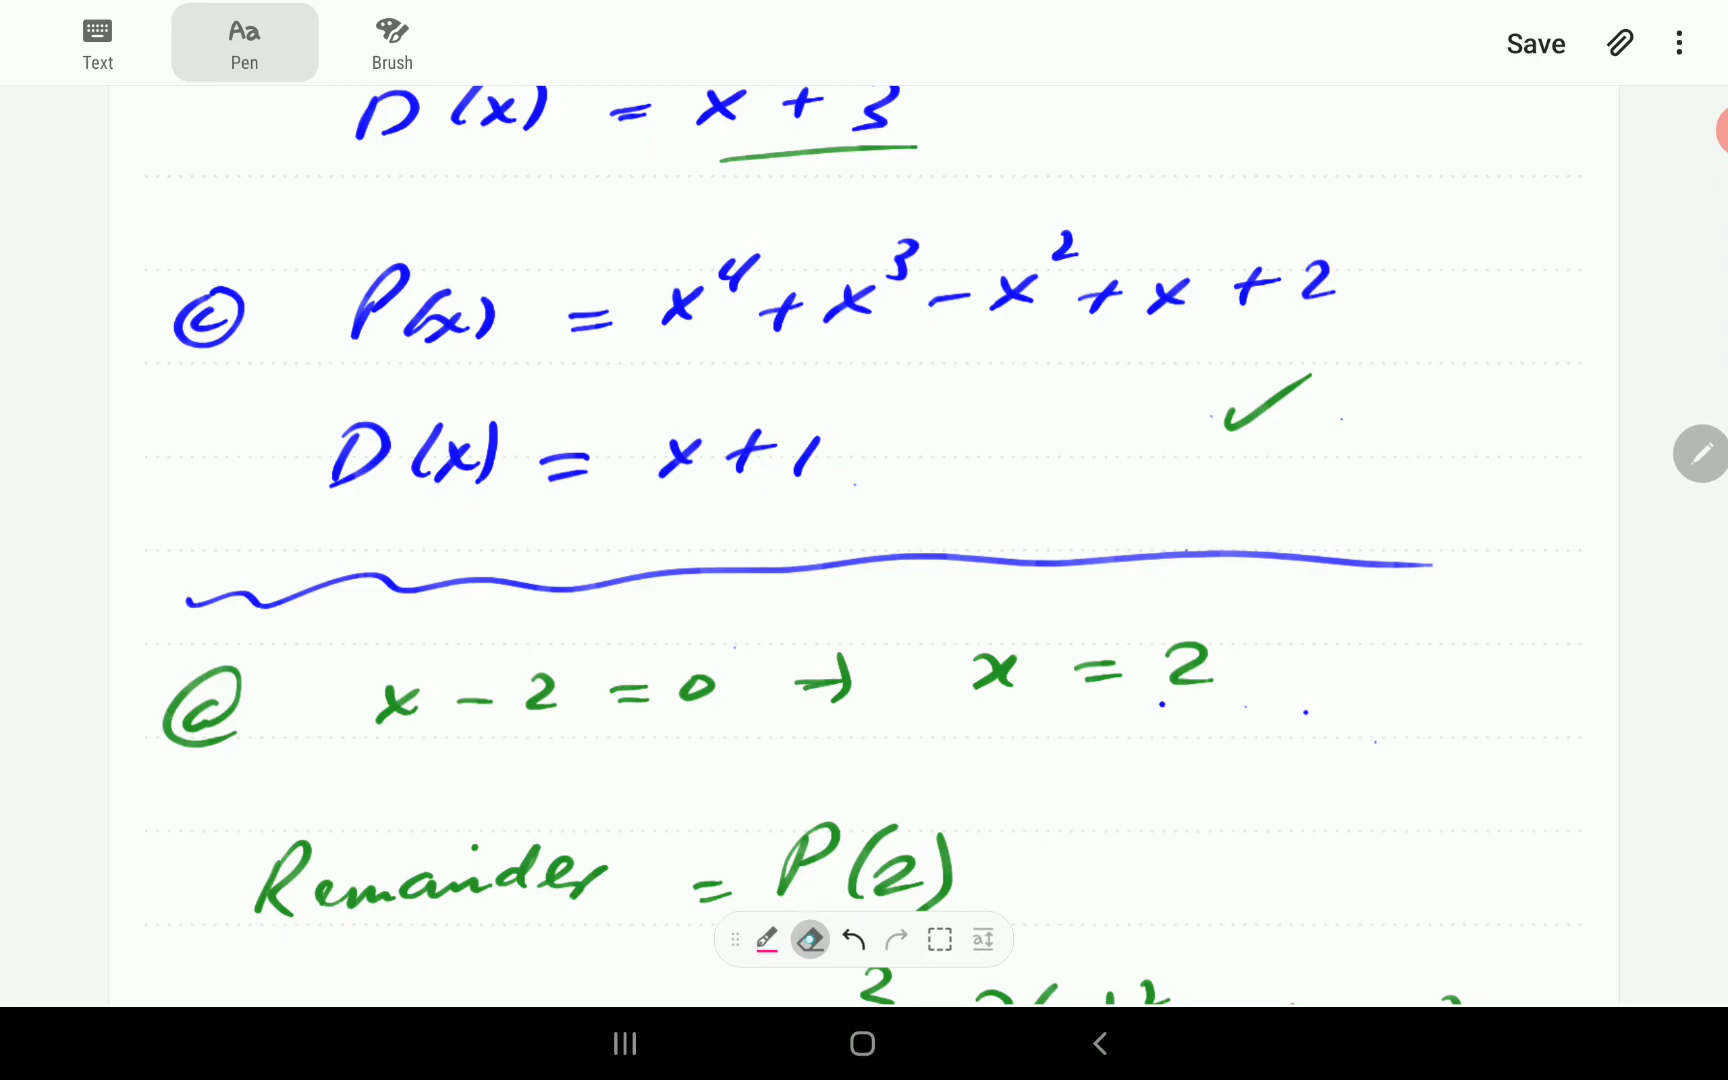 Text Pen Brush Save
D(x) = x + 3
ⓒ P(x) = x⁴ + x³ - x² + x + 2
D(x) = x + 1 ✓
ⓐ x - 2 = 0 → x = 2
Remainder = P(2)